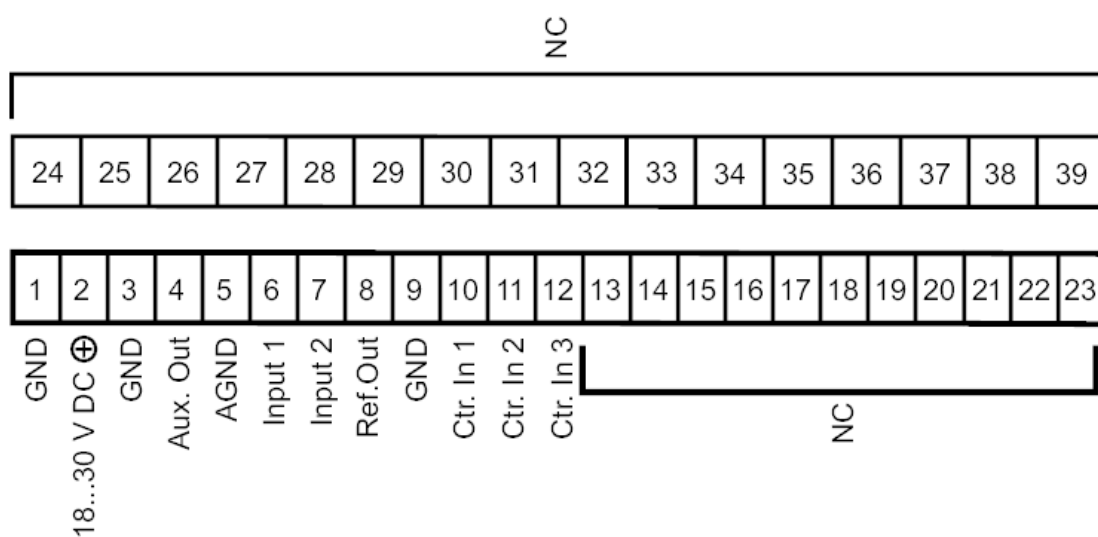 NC
24 25 26 27 28 29 30 31 32 33 34 35 36 37 38 39
1 2 3 4 5 6 7 8 9 10 11 12 13 14 15 16 17 18 19 20 21 22 23
GND
18...30 V DC ⊕
GND
Aux. Out
AGND
Input 1
Input 2
Ref.Out
GND
Ctr. In 1
Ctr. In 2
Ctr. In 3
NC